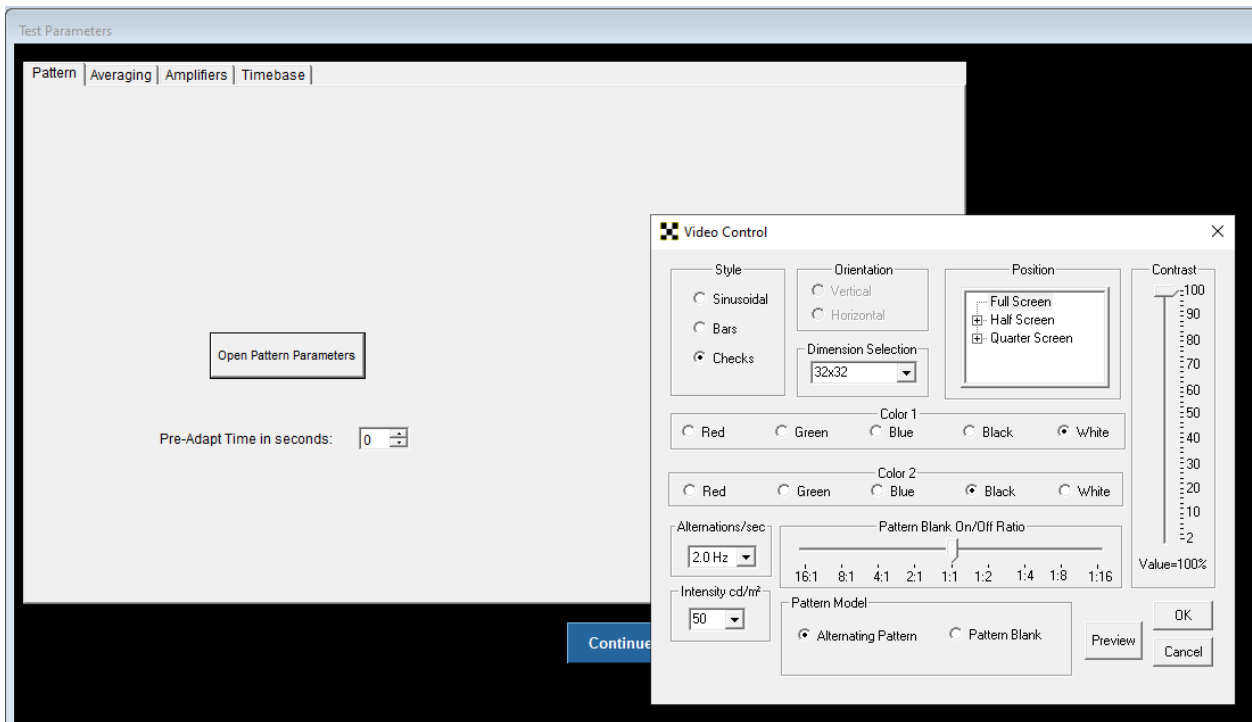 Test Parameters
Pattern Averaging Amplifiers Timebase
Open Pattern Parameters
Pre-Adapt Time in seconds: 0
Continue
Video Control
Style
Sinusoidal
Bars
Checks
Orientation
Vertical
Horizontal
Dimension Selection
32x32
Position
Full Screen
Half Screen
Quarter Screen
Contrast
100
90
80
70
60
50
40
30
20
10
2
Value=100%
Color 1
Red Green Blue Black White
Color 2
Red Green Blue Black White
Alternations/sec
2.0 Hz
Pattern Blank On/Off Ratio
16:1 8:1 4:1 2:1 1:1 1:2 1:4 1:8 1:16
Intensity cd/m²
50
Pattern Model
Alternating Pattern Pattern Blank
Preview
OK
Cancel